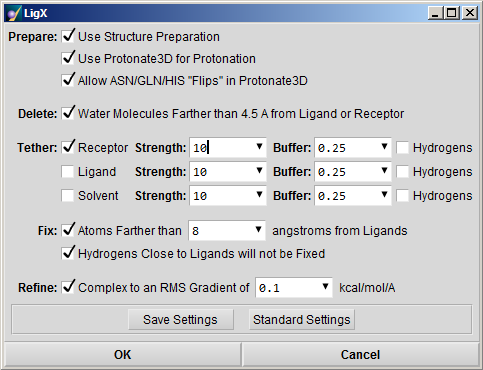 LigX
Prepare: Use Structure Preparation
Use Protonate3D for Protonation
Allow ASN/GLN/HIS "Flips" in Protonate3D
Delete: Water Molecules Farther than 4.5 A from Ligand or Receptor
Tether: Receptor Strength: 10 Buffer: 0.25 Hydrogens
Ligand Strength: 10 Buffer: 0.25 Hydrogens
Solvent Strength: 10 Buffer: 0.25 Hydrogens
Fix: Atoms Farther than 8 angstroms from Ligands
Hydrogens Close to Ligands will not be Fixed
Refine: Complex to an RMS Gradient of 0.1 kcal/mol/A
Save Settings Standard Settings
OK Cancel